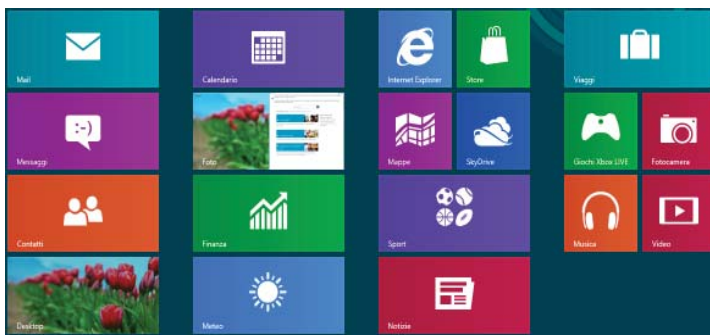 Mail
Calendario
Internet Explorer
Store
Viaggi
Messaggi
Foto
Mappe
SkyDrive
Giochi Xbox LIVE
Fotocamera
Contatti
Finanza
Sport
Musica
Video
Desktop
Meteo
Notizie